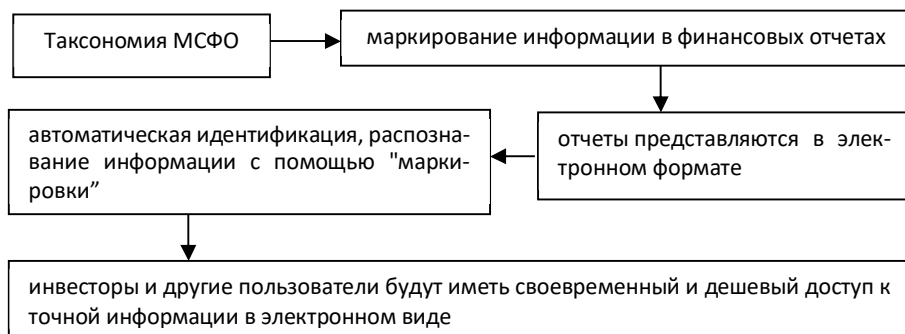 Таксономия МСФО
маркирование информации в финансовых отчетах
отчеты представляются в элек-
тронном формате
автоматическая идентификация, распозна-
вание информации с помощью "марки-
ровки”
инвесторы и другие пользователи будут иметь своевременный и дешевый доступ к
точной информации в электронном виде